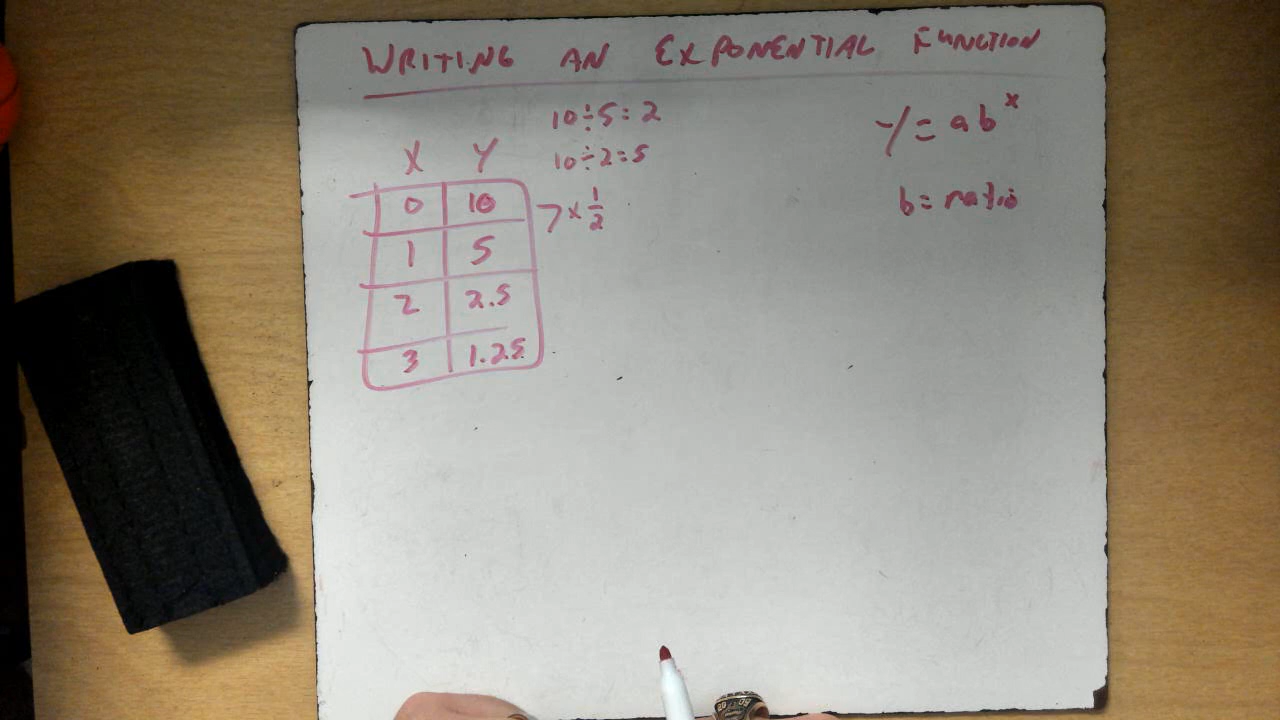 WRITING AN EXPONENTIAL FUNCTION
10÷5=2
10÷2=5
y=ab^x
b=ratio
X Y
0 10
× 1/2
1 5
2 2.5
3 1.25